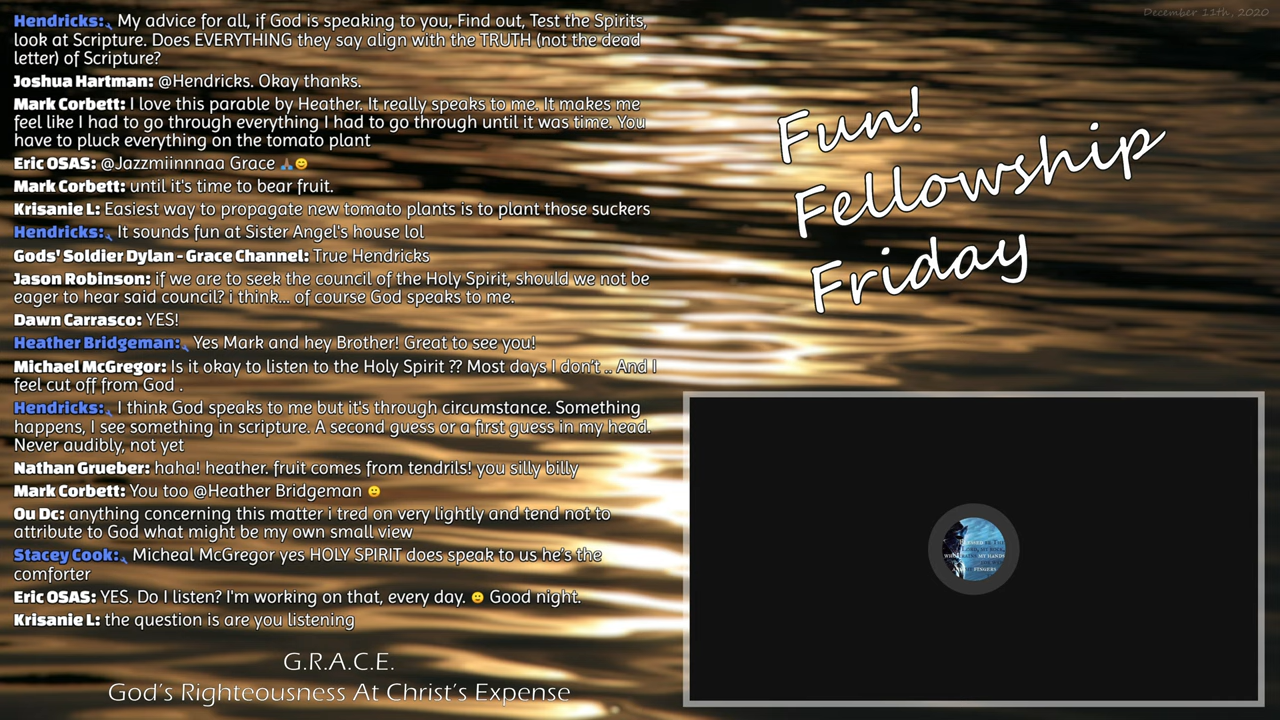 Hendricks: My advice for all, if God is speaking to you, Find out, Test the Spirits,
look at Scripture. Does EVERYTHING they say align with the TRUTH (not the dead
letter) of Scripture?
Joshua Hartman: @Hendricks. Okay thanks.
Mark Corbett: I love this parable by Heather. It really speaks to me. It makes me
feel like I had to go through everything I had to go through until it was time. You
have to pluck everything on the tomato plant
Eric OSAS: @Jazzmiinnnaa Grace 🙏🏽😊
Mark Corbett: until it's time to bear fruit.
Krisanie L: Easiest way to propagate new tomato plants is to plant those suckers
Hendricks: It sounds fun at Sister Angel's house lol
Gods' Soldier Dylan - Grace Channel: True Hendricks
Jason Robinson: if we are to seek the council of the Holy Spirit, should we not be
eager to hear said council? i think... of course God speaks to me.
Dawn Carrasco: YES!
Heather Bridgeman: Yes Mark and hey Brother! Great to see you!
Michael McGregor: Is it okay to listen to the Holy Spirit ?? Most days I don't .. And I
feel cut off from God .
Hendricks: I think God speaks to me but it's through circumstance. Something
happens, I see something in scripture. A second guess or a first guess in my head.
Never audibly, not yet
Nathan Grueber: haha! heather. fruit comes from tendrils! you silly billy
Mark Corbett: You too @Heather Bridgeman 🙂
Ou Dc: anything concerning this matter i tred on very lightly and tend not to
attribute to God what might be my own small view
Stacey Cook: Micheal McGregor yes HOLY SPIRIT does speak to us he's the
comforter
Eric OSAS: YES. Do I listen? I'm working on that, every day. 🙂 Good night.
Krisanie L: the question is are you listening
G.R.A.C.E.
God's Righteousness At Christ's Expense
December 11th, 2020
Fun!
Fellowship
Friday